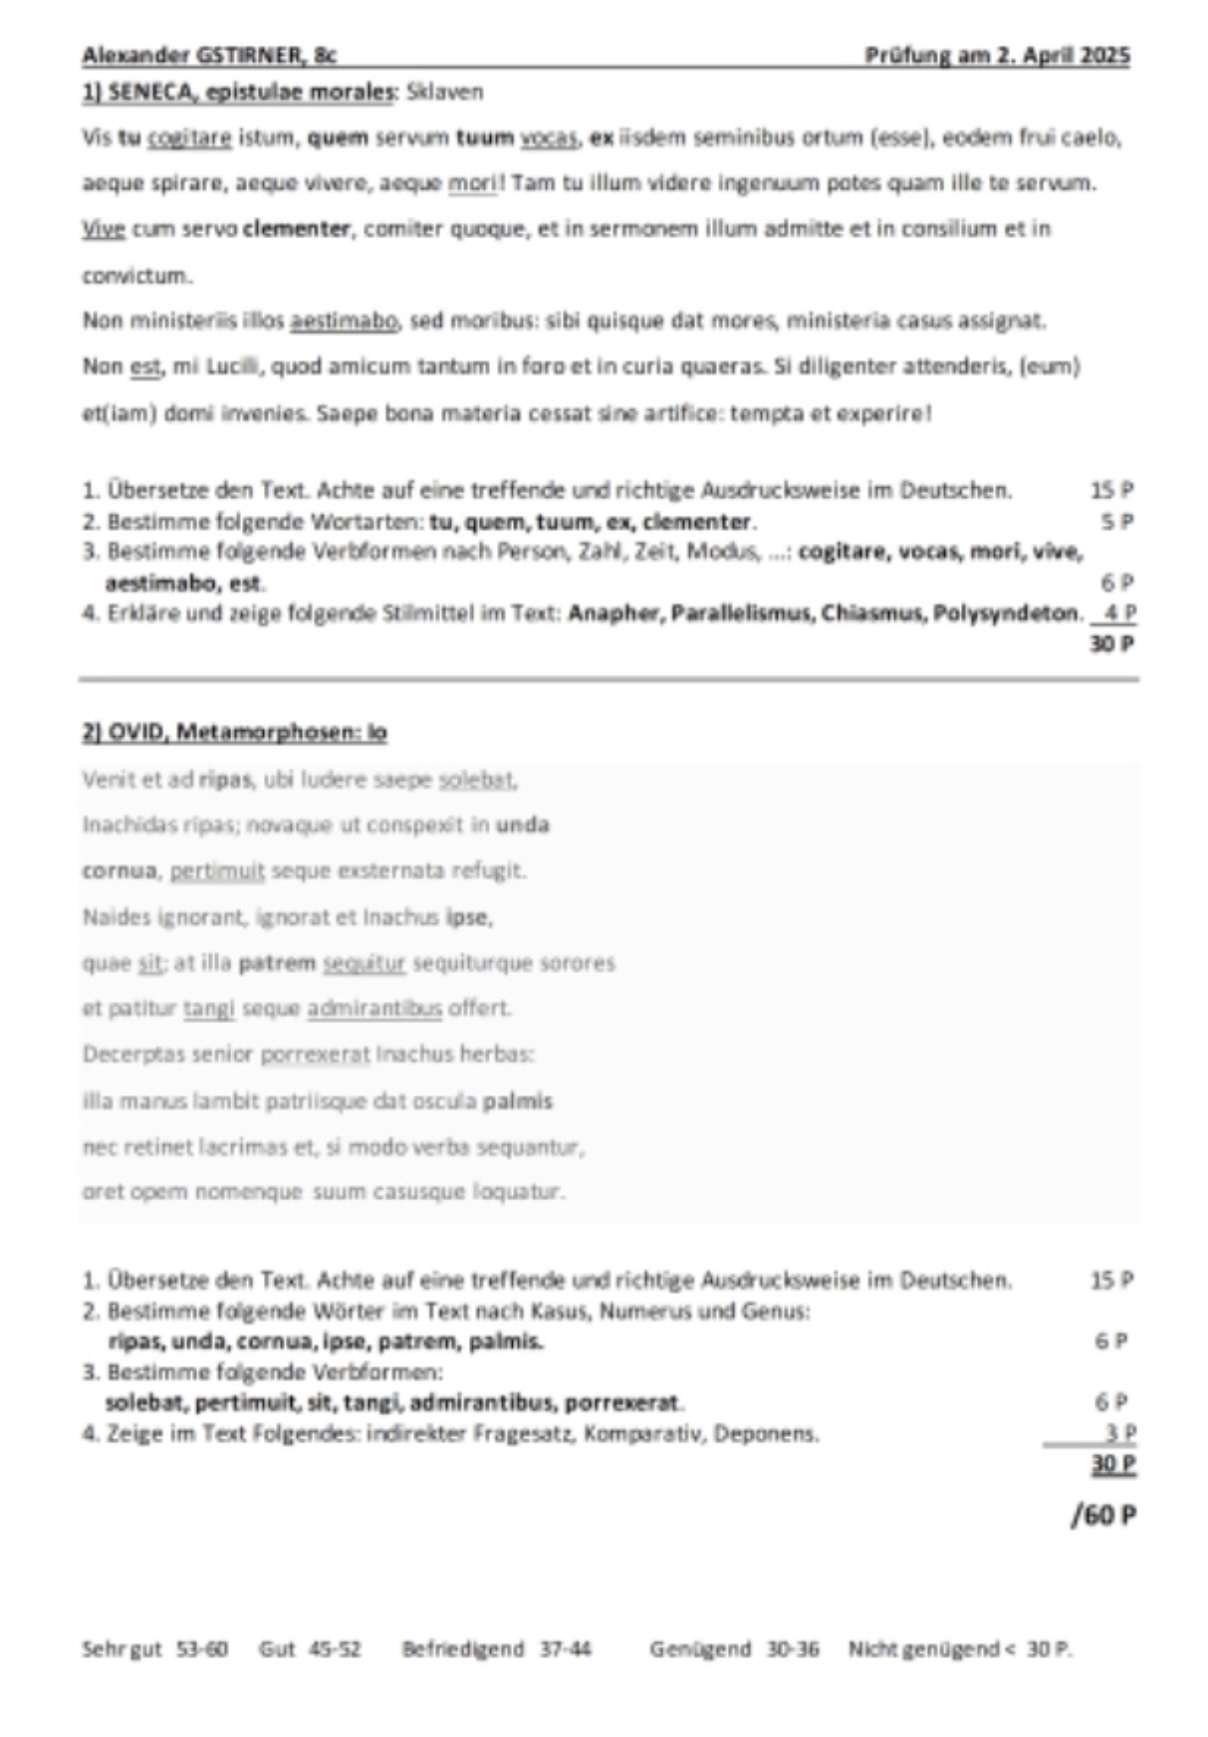 Alexander GSTIRNER, 8c Prüfung am 2. April 2025
1) SENECA, epistulae morales: Sklaven
Vis tu cogitare istum, quem servum tuum vocas, ex iisdem seminibus ortum (esse), eodem frui caelo,
aeque spirare, aeque vivere, aeque mori! Tam tu illum videre ingenuum potes quam ille te servum.
Vive cum servo clementer, comiter quoque, et in sermonem illum admitte et in consilium et in
convictum.
Non ministeriis illos aestimabo, sed moribus: sibi quisque dat mores, ministeria casus assignat.
Non est, mi Lucili, quod amicum tantum in foro et in curia quaeras. Si diligenter attenderis, (eum)
et(iam) domi invenies. Saepe bona materia cessat sine artifice: tempta et experire!
1. Übersetze den Text. Achte auf eine treffende und richtige Ausdrucksweise im Deutschen. 15 P
2. Bestimme folgende Wortarten: tu, quem, tuum, ex, clementer. 5 P
3. Bestimme folgende Verbformen nach Person, Zahl, Zeit, Modus, ...: cogitare, vocas, mori, vive,
aestimabo, est. 6 P
4. Erkläre und zeige folgende Stilmittel im Text: Anapher, Parallelismus, Chiasmus, Polysyndeton. 4 P
30 P
2) OVID, Metamorphosen: Io
Venit et ad ripas, ubi ludere saepe solebat,
Inachidas ripas; novaque ut conspexit in unda
cornua, pertimuit seque exsternata refugit.
Naides ignorant, ignorat et Inachus ipse,
quae sit; at illa patrem sequitur sequiturque sorores
et patitur tangi seque admirantibus offert.
Decerptas senior porrexerat Inachus herbas:
illa manus lambit patriisque dat oscula palmis
nec retinet lacrimas et, si modo verba sequantur,
oret opem nomenque suum casusque loquatur.
1. Übersetze den Text. Achte auf eine treffende und richtige Ausdrucksweise im Deutschen. 15 P
2. Bestimme folgende Wörter im Text nach Kasus, Numerus und Genus:
ripas, unda, cornua, ipse, patrem, palmis. 6 P
3. Bestimme folgende Verbformen:
solebat, pertimuit, sit, tangi, admirantibus, porrexerat. 6 P
4. Zeige im Text Folgendes: indirekter Fragesatz, Komparativ, Deponens. 3 P
30 P
/60 P
Sehr gut 53-60 Gut 45-52 Befriedigend 37-44 Genügend 30-36 Nicht genügend < 30 P.